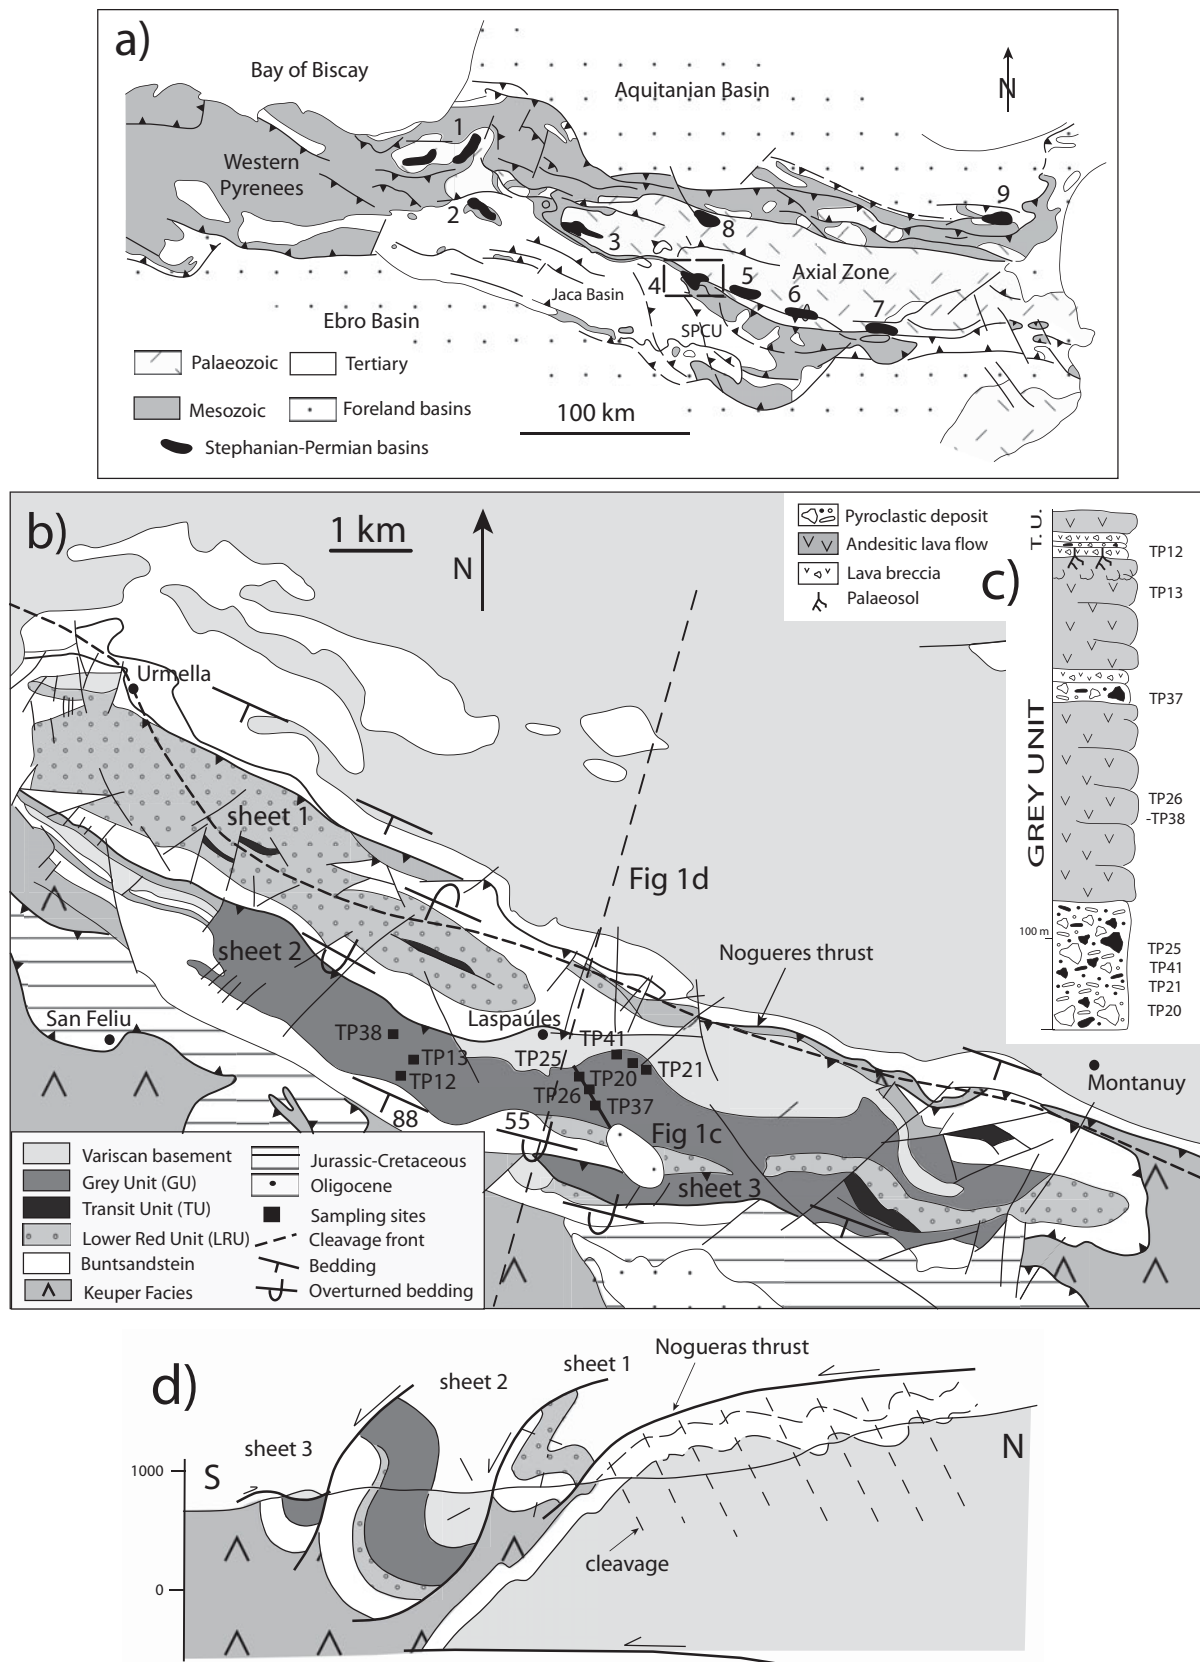 a)
Bay of Biscay
Aquitanian Basin
N
Western
Pyrenees
1
2
3
4
5
6
7
8
9
Axial Zone
Jaca Basin
SPCU
Ebro Basin
Palaeozoic
Tertiary
Mesozoic
Foreland basins
Stephanian-Permian basins
100 km
b)
1 km
N
Pyroclastic deposit
Andesitic lava flow
Lava breccia
Palaeosol
c)
T. U.
GREY UNIT
TP12
TP13
TP37
TP26
-TP38
100 m
TP25
TP41
TP21
TP20
Urmella
sheet 1
Fig 1d
sheet 2
Nogueres thrust
San Feliu
Laspaúles
TP38
TP13
TP12
TP41
TP25
TP20
TP21
TP26
TP37
Montanuy
88
55
Fig 1c
sheet 3
Variscan basement
Grey Unit (GU)
Transit Unit (TU)
Lower Red Unit (LRU)
Buntsandstein
Keuper Facies
Jurassic-Cretaceous
Oligocene
Sampling sites
Cleavage front
Bedding
Overturned bedding
d)
Nogueras thrust
sheet 1
sheet 2
sheet 3
1000
S
N
0
cleavage